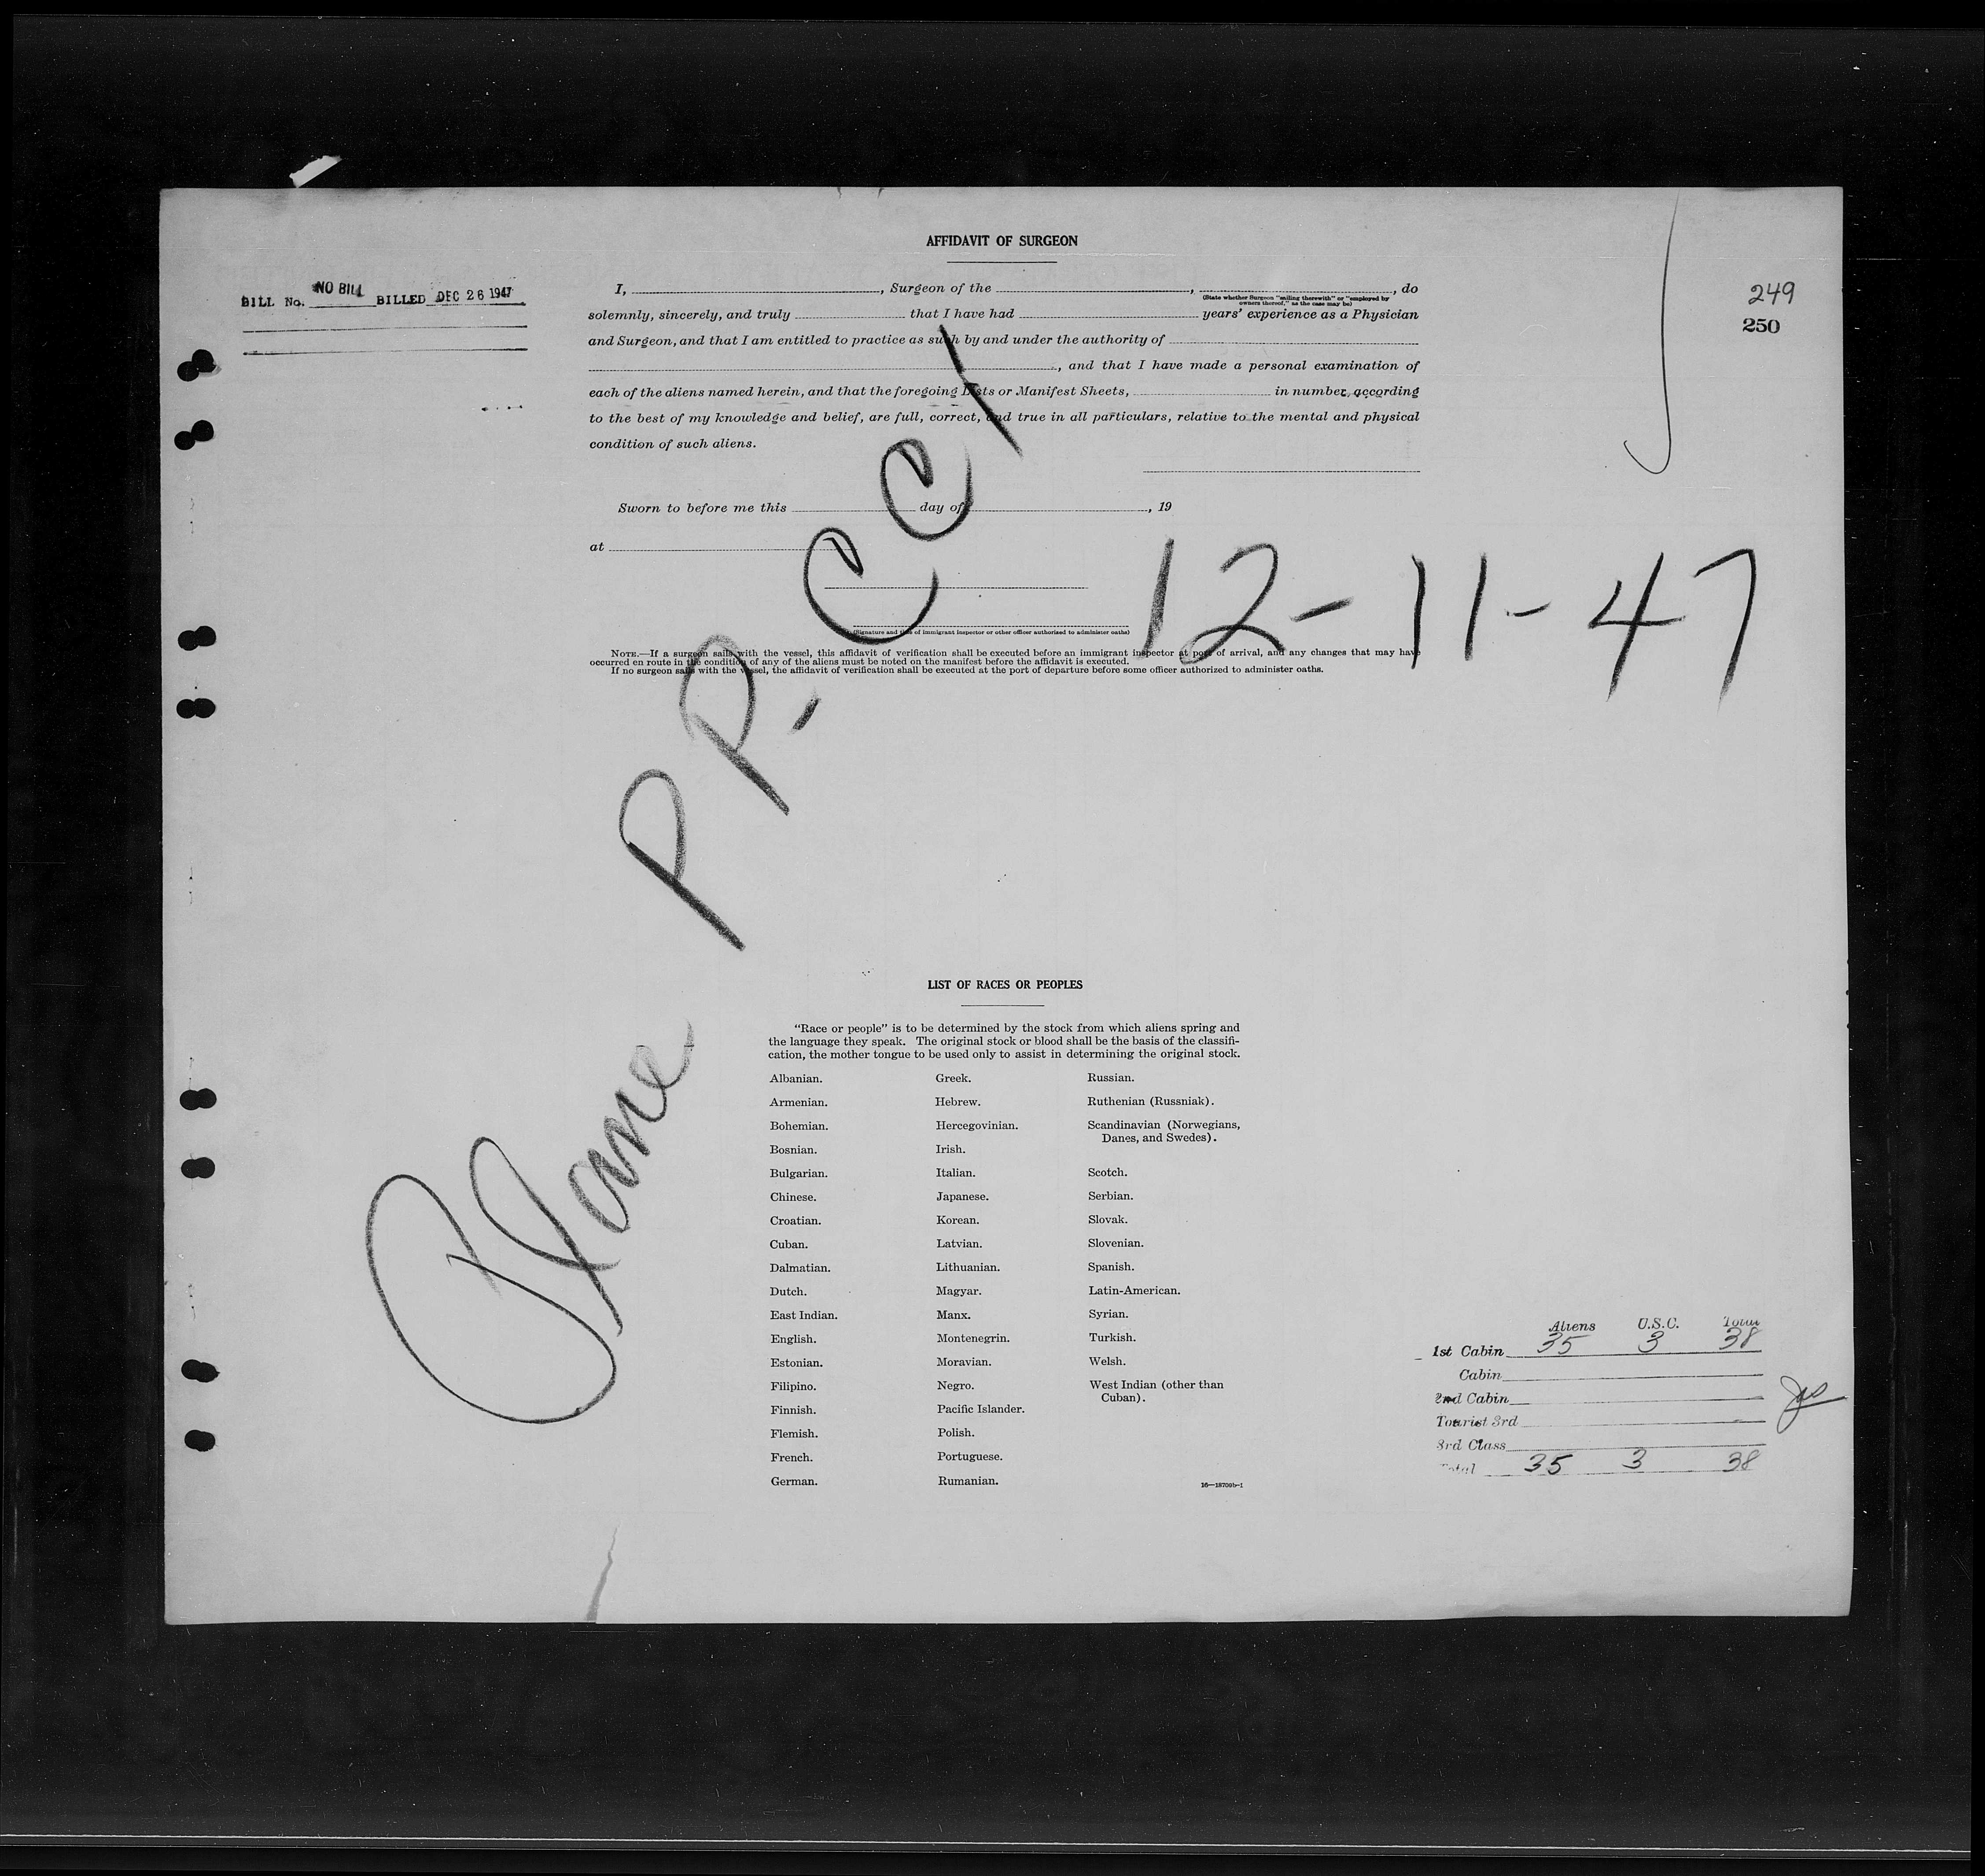 AFFIDAVIT OF SURGEON
BILL No. NO BILL BILLED DEC 26 1947
249
250
I, , Surgeon of the , , do
(State whether Surgeon "sailing therewith" or "employed by
owners thereof," as the case may be)
solemnly, sincerely, and truly that I have had years' experience as a Physician
and Surgeon, and that I am entitled to practice as such by and under the authority of
, and that I have made a personal examination of
each of the aliens named herein, and that the foregoing Lists or Manifest Sheets, in number, according
to the best of my knowledge and belief, are full, correct, and true in all particulars, relative to the mental and physical
condition of such aliens.
Sworn to before me this day of , 19
at
(Signature and title of immigrant inspector or other officer authorized to administer oaths)
NOTE.—If a surgeon sails with the vessel, this affidavit of verification shall be executed before an immigrant inspector at port of arrival, and any changes that may have
occurred en route in the condition of any of the aliens must be noted on the manifest before the affidavit is executed.
If no surgeon sails with the vessel, the affidavit of verification shall be executed at the port of departure before some officer authorized to administer oaths.
Plane PP-CCI
12-11-47
LIST OF RACES OR PEOPLES
"Race or people" is to be determined by the stock from which aliens spring and
the language they speak. The original stock or blood shall be the basis of the classifi-
cation, the mother tongue to be used only to assist in determining the original stock.
Albanian.
Armenian.
Bohemian.
Bosnian.
Bulgarian.
Chinese.
Croatian.
Cuban.
Dalmatian.
Dutch.
East Indian.
English.
Estonian.
Filipino.
Finnish.
Flemish.
French.
German.
Greek.
Hebrew.
Hercegovinian.
Irish.
Italian.
Japanese.
Korean.
Latvian.
Lithuanian.
Magyar.
Manx.
Montenegrin.
Moravian.
Negro.
Pacific Islander.
Polish.
Portuguese.
Rumanian.
Russian.
Ruthenian (Russniak).
Scandinavian (Norwegians,
Danes, and Swedes).
Scotch.
Serbian.
Slovak.
Slovenian.
Spanish.
Latin-American.
Syrian.
Turkish.
Welsh.
West Indian (other than
Cuban).
16—18709b-1
Aliens U.S.C. Total
1st Cabin 35 3 38
Cabin
2nd Cabin
Tourist 3rd
3rd Class
Total 35 3 38